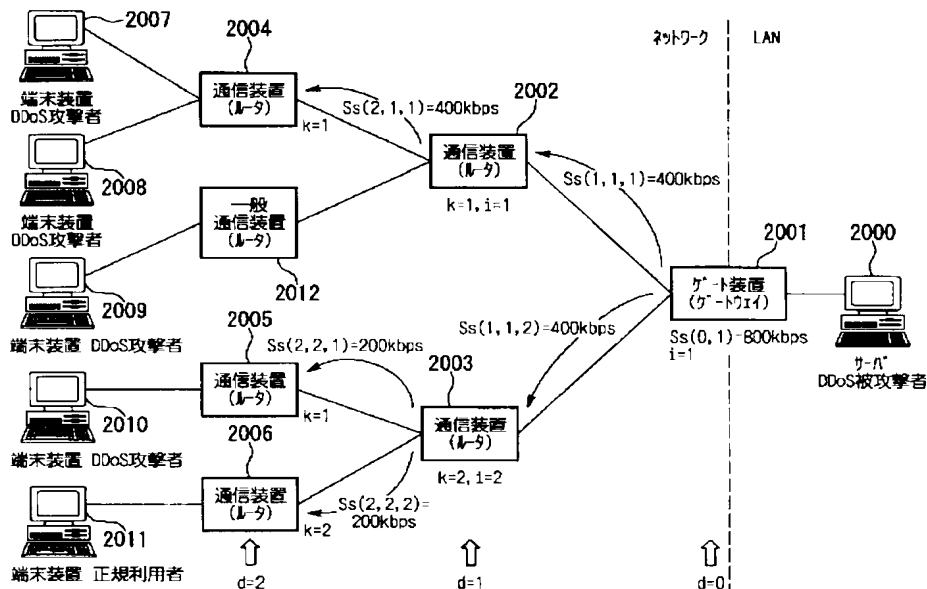 2007
端末装置
DDoS攻撃者
2008
端末装置
DDoS攻撃者
2009
端末装置 DDoS攻撃者
2010
端末装置 DDoS攻撃者
2011
端末装置 正規利用者
2004
通信装置
(ルータ)
k=1
一般
通信装置
(ルータ)
2012
2005
通信装置
(ルータ)
k=1
2006
通信装置
(ルータ)
k=2
d=2
Ss(2,1,1)=400kbps
Ss(2,2,1)=200kbps
Ss(2,2,2)=
200kbps
2002
通信装置
(ルータ)
k=1,i=1
2003
通信装置
(ルータ)
k=2,i=2
d=1
Ss(1,1,1)=400kbps
Ss(1,1,2)=400kbps
ネットワーク
LAN
2001
ゲート装置
(ゲートウェイ)
Ss(0,1)=800kbps
i=1
d=0
2000
サーバ
DDoS被攻撃者